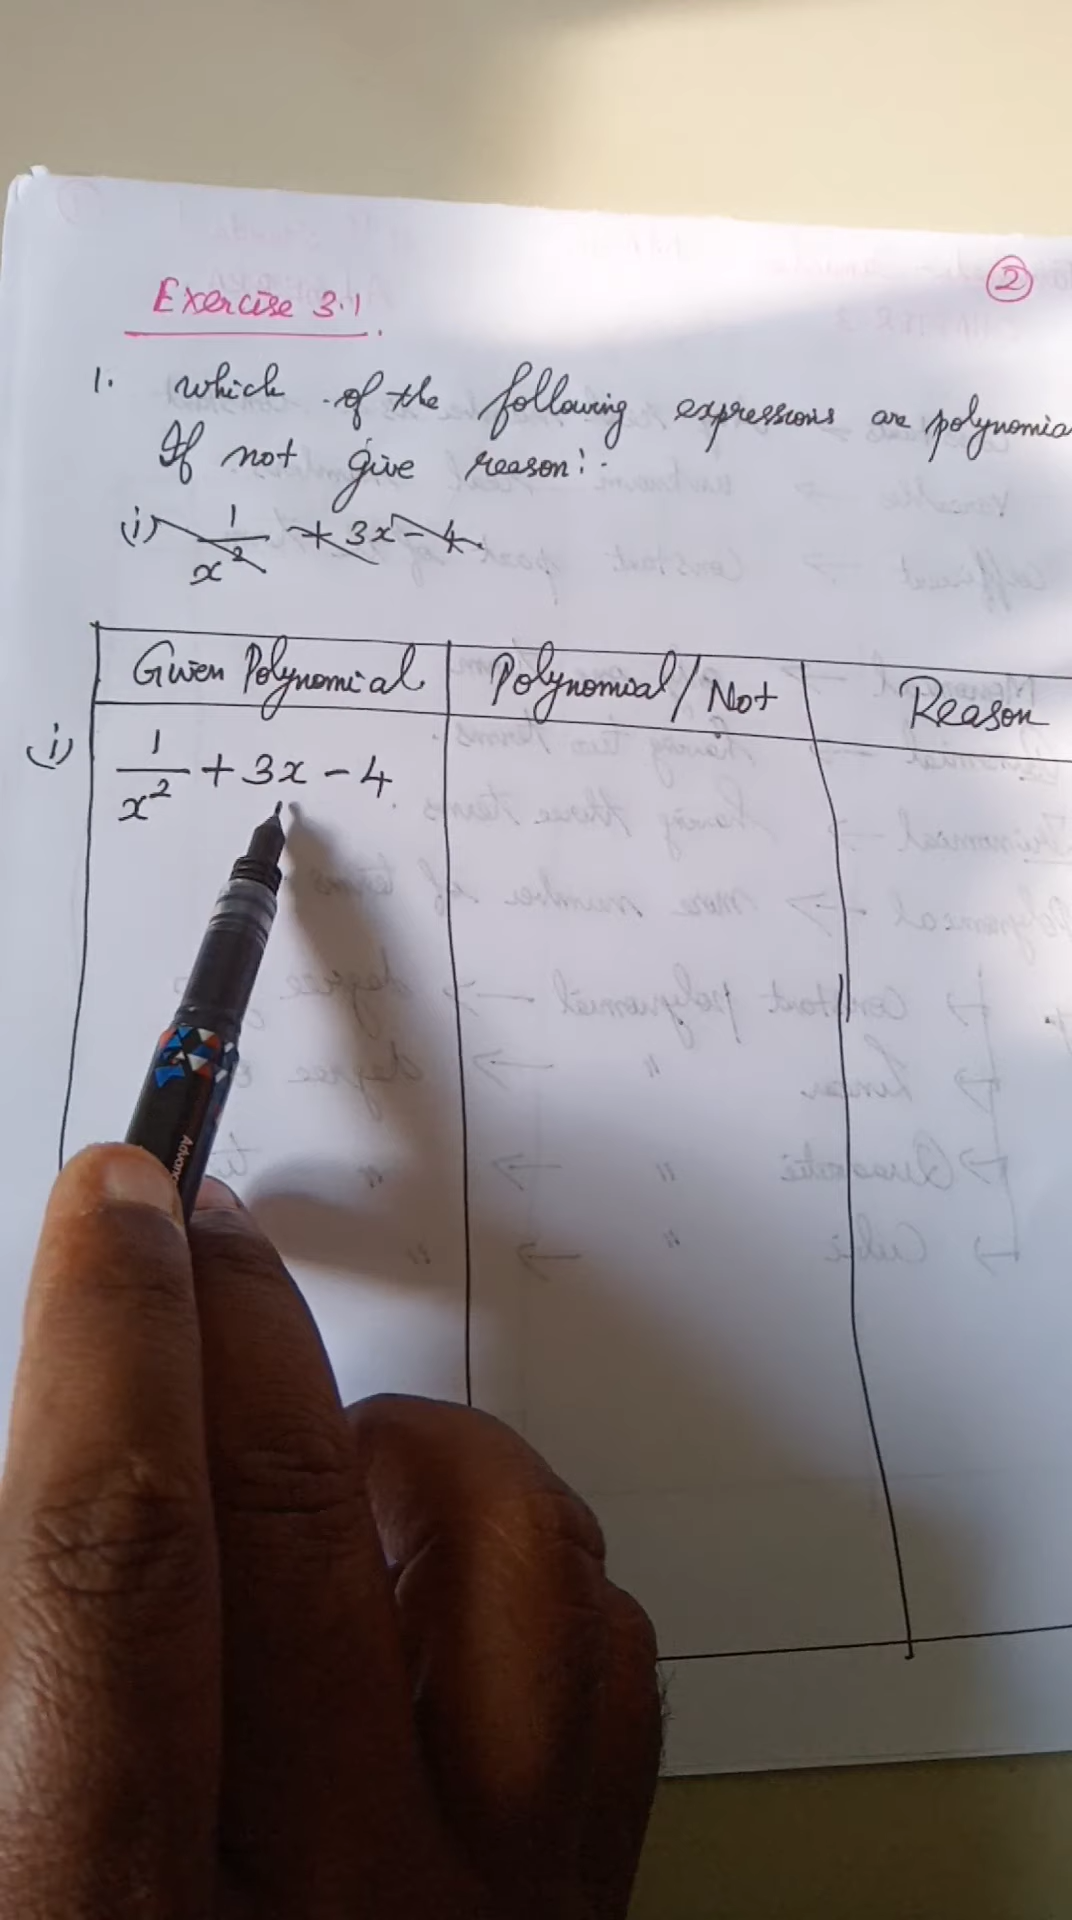 2
Exercise 3.1
1. which of the following expressions are polynomia
If not give reason:
(i) 1/x² + 3x - 4
Given Polynomial | Polynomial / Not | Reason
(i) 1/x² + 3x - 4